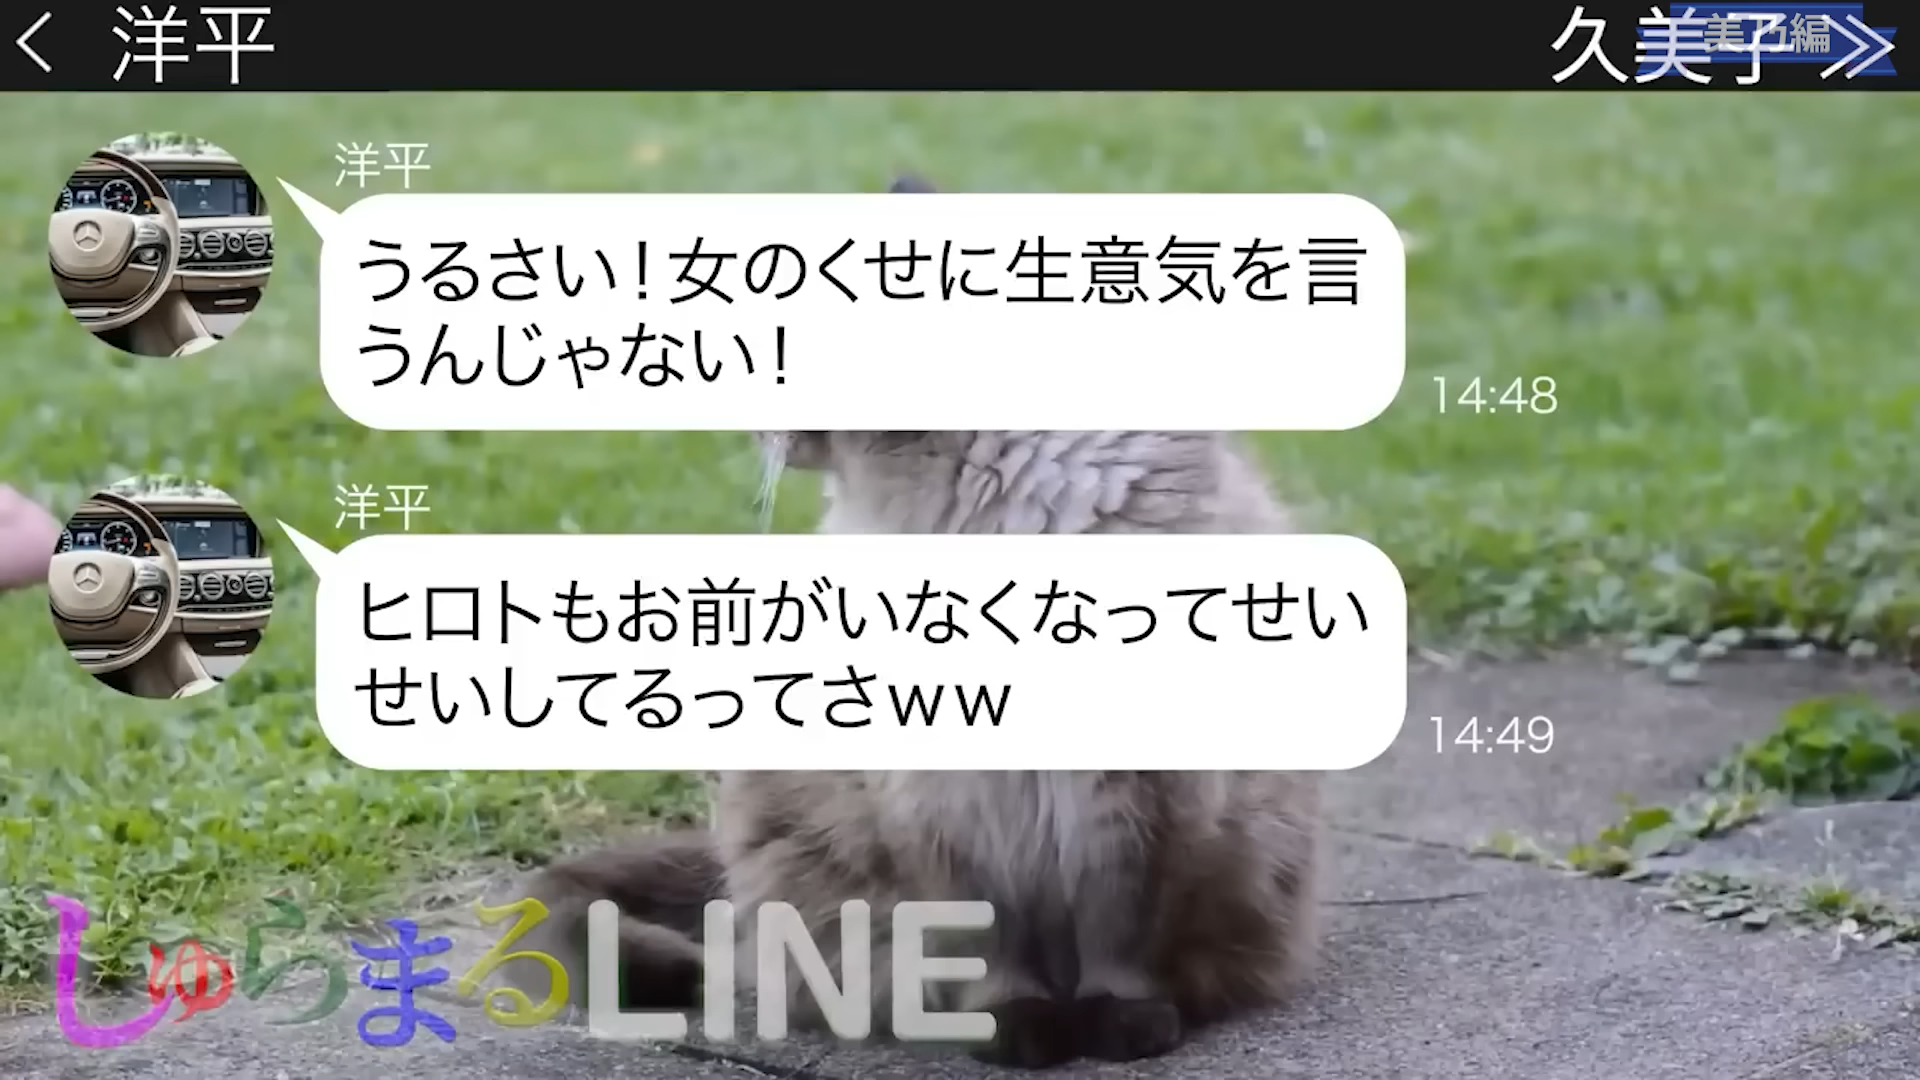 洋平
久美子
美乃編
洋平
うるさい！女のくせに生意気を言
うんじゃない！
14:48
洋平
ヒロトもお前がいなくなってせい
せいしてるってさｗｗ
14:49
しゅらまるLINE